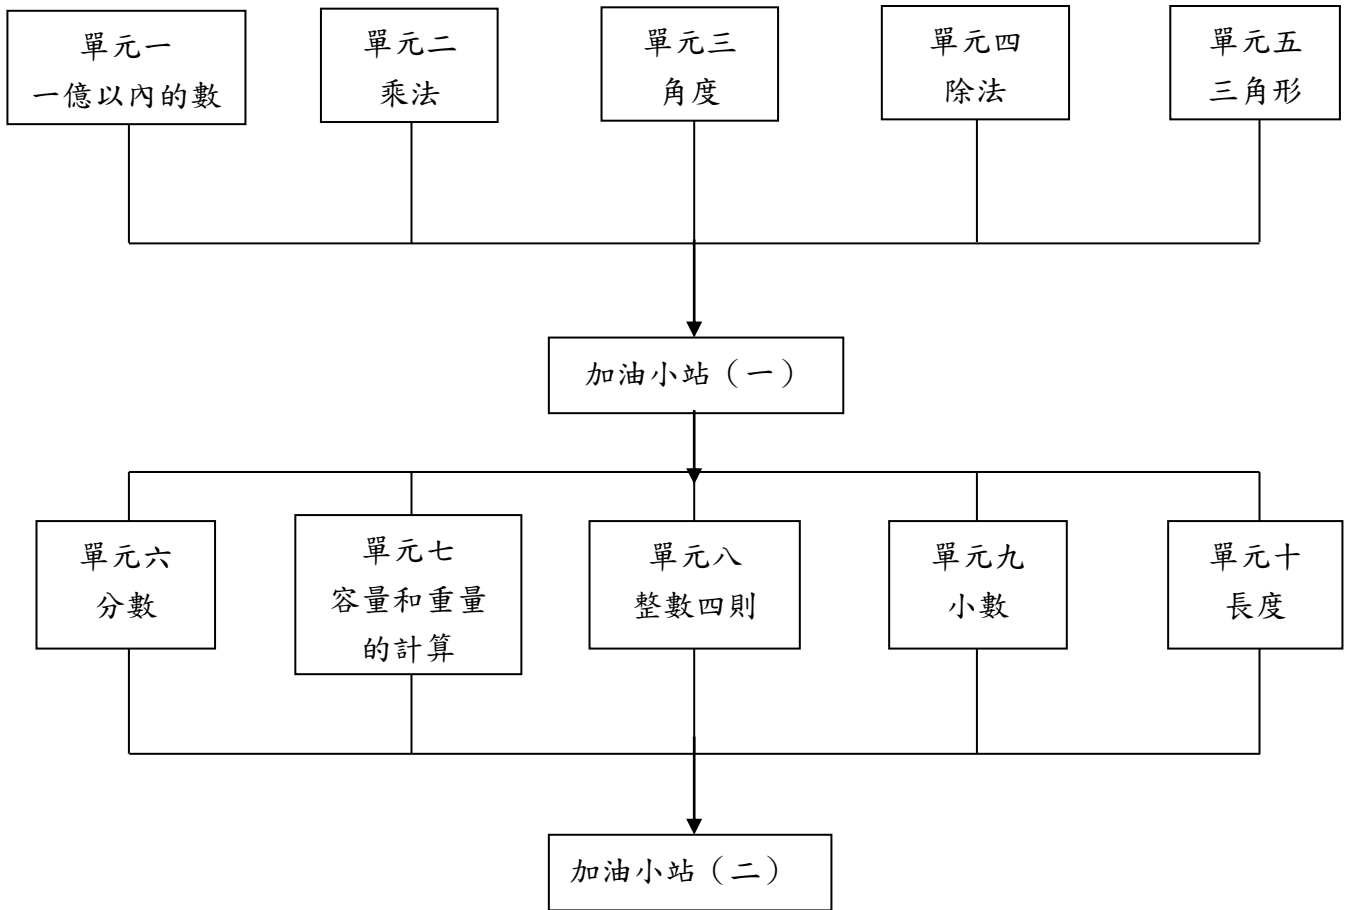 單元一
一億以內的數
單元二
乘法
單元三
角度
單元四
除法
單元五
三角形
加油小站（一）
單元六
分數
單元七
容量和重量
的計算
單元八
整數四則
單元九
小數
單元十
長度
加油小站（二）